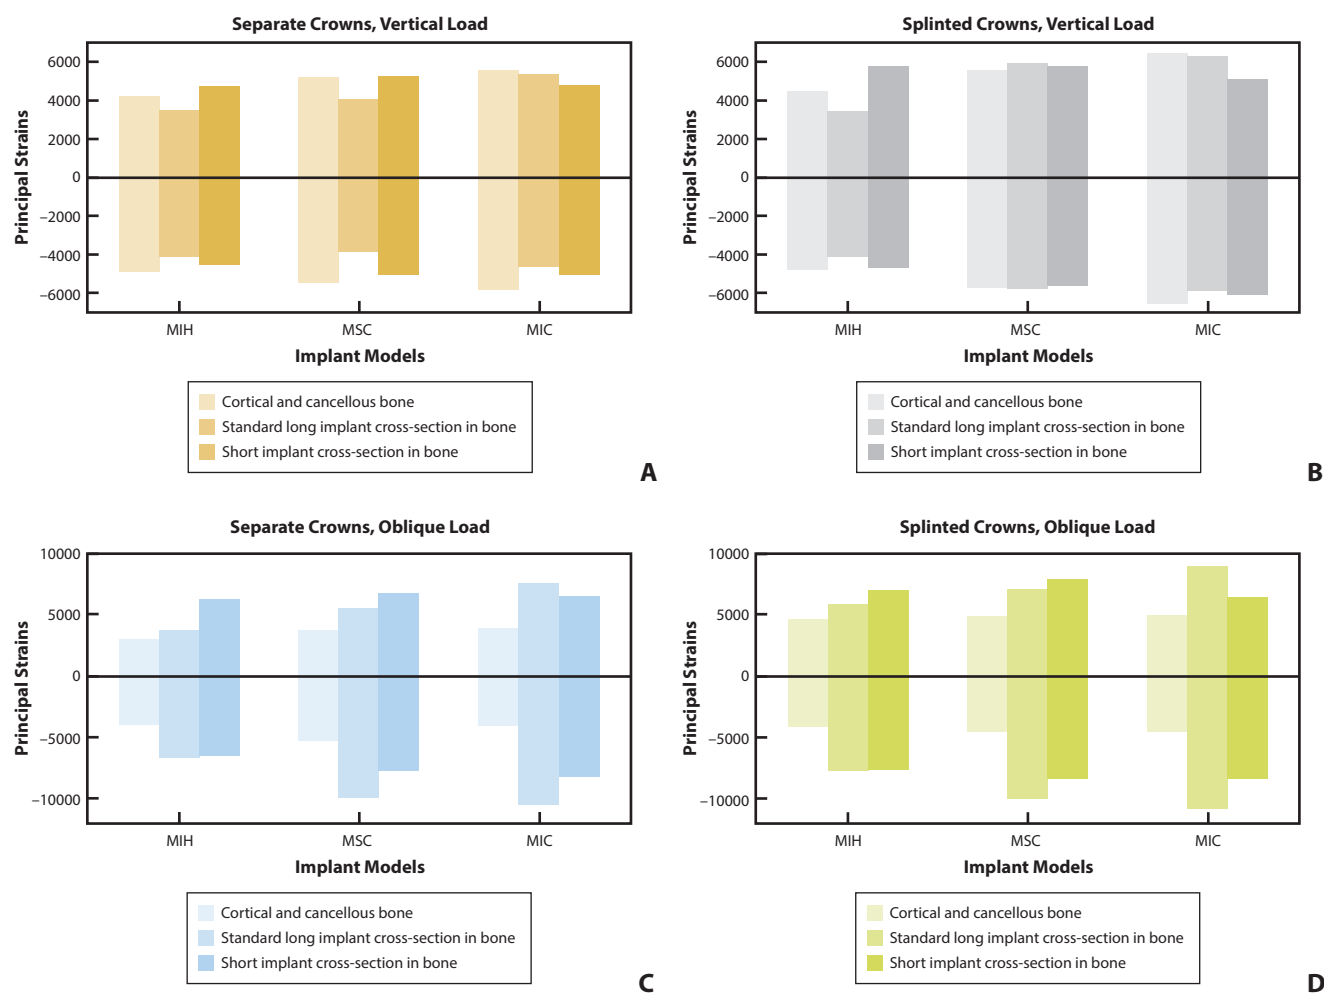 Separate Crowns, Vertical Load
Principal Strains
6000
4000
2000
0
–2000
–4000
–6000
MIH MSC MIC
Implant Models
Cortical and cancellous bone
Standard long implant cross-section in bone
Short implant cross-section in bone
A
Splinted Crowns, Vertical Load
Principal Strains
6000
4000
2000
0
–2000
–4000
–6000
MIH MSC MIC
Implant Models
Cortical and cancellous bone
Standard long implant cross-section in bone
Short implant cross-section in bone
B
Separate Crowns, Oblique Load
Principal Strains
10000
5000
0
–5000
–10000
MIH MSC MIC
Implant Models
Cortical and cancellous bone
Standard long implant cross-section in bone
Short implant cross-section in bone
C
Splinted Crowns, Oblique Load
Principal Strains
10000
5000
0
–5000
–10000
MIH MSC MIC
Implant Models
Cortical and cancellous bone
Standard long implant cross-section in bone
Short implant cross-section in bone
D